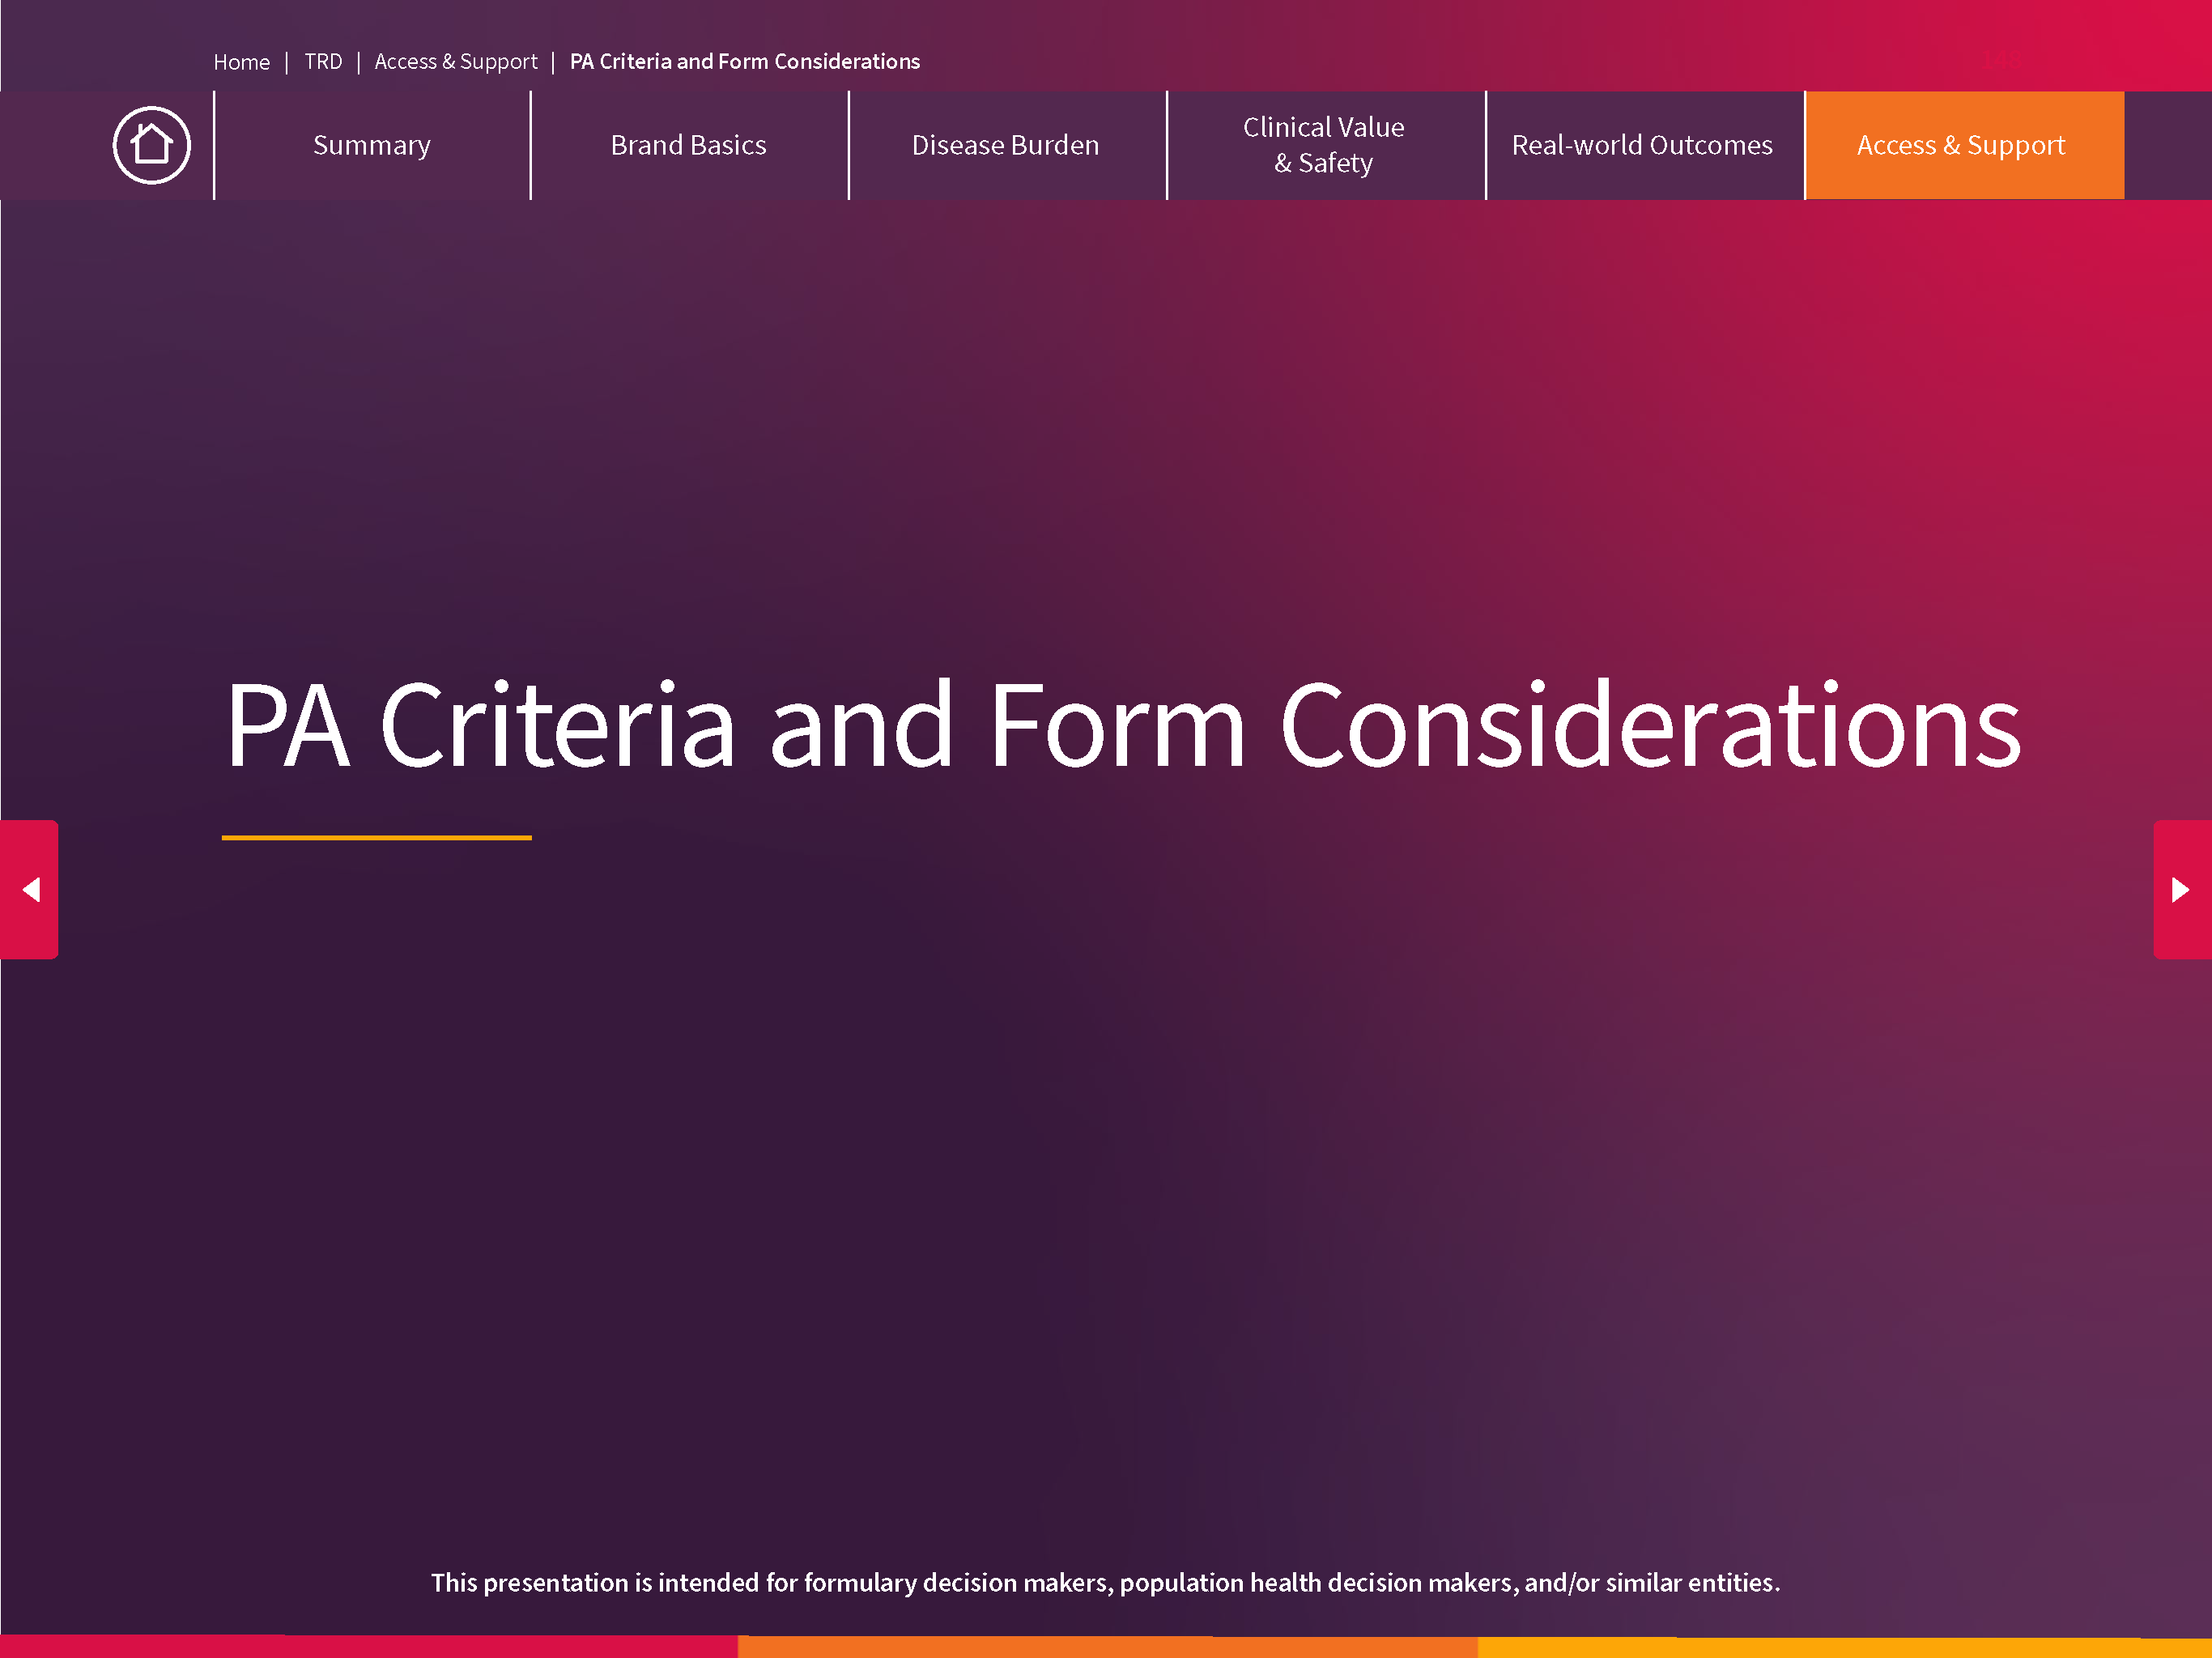 Home | TRD | Access & Support | PA Criteria and Form Considerations
Summary
Brand Basics
Disease Burden
Clinical Value
& Safety
Real-world Outcomes
Access & Support
PA Criteria and Form Considerations
This presentation is intended for formulary decision makers, population health decision makers, and/or similar entities.